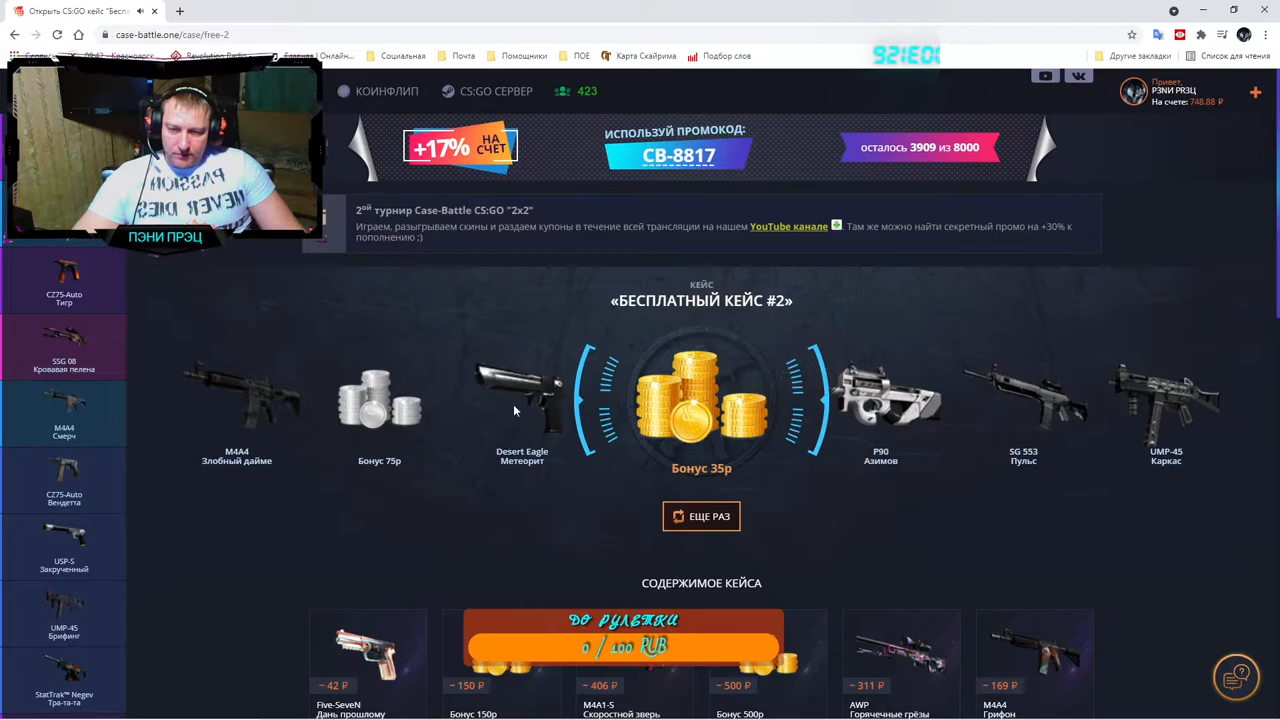 Открыть CS:GO кейс "Бесп
case-battle.one/case/free-2
Социальная
Почта
Помощники
ПОЕ
Карта Скайрима
Подбор слов
Другие закладки
Список для чтения
КОИНФЛИП
CS:GO СЕРВЕР
423
Привет,
РЭNИ PRЭЦ
На счете: 748.88 ₽
+17% НА СЧЕТ
ИСПОЛЬЗУЙ ПРОМОКОД:
CB-8817
осталось 3909 из 8000
PASSION
NEVER DIES
ПЭНИ ПРЭЦ
2ой турнир Case-Battle CS:GO "2x2"
Играем, разыгрываем скины и раздаем купоны в течение всей трансляции на нашем YouTube канале. Там же можно найти секретный промо на +30% к
пополнению ;)
CZ75-Auto
Тигр
SSG 08
Кровавая пелена
M4A4
Смерч
CZ75-Auto
Вендетта
USP-S
Закрученный
UMP-45
Брифинг
StatTrak™ Negev
Тра-та-та
КЕЙС
«БЕСПЛАТНЫЙ КЕЙС #2»
M4A4
Злобный дайме
Бонус 75р
Desert Eagle
Метеорит
Бонус 35р
P90
Азимов
SG 553
Пульс
UMP-45
Каркас
ЕЩЕ РАЗ
СОДЕРЖИМОЕ КЕЙСА
ДО РУЛЕТКИ
0 / 100 RUB
~ 42 ₽
~ 150 ₽
~ 406 ₽
~ 500 ₽
~ 311 ₽
~ 169 ₽
Five-SeveN
Дань прошлому
Бонус 150р
M4A1-S
Скоростной зверь
Бонус 500р
AWP
Горячечные грёзы
M4A4
Грифон